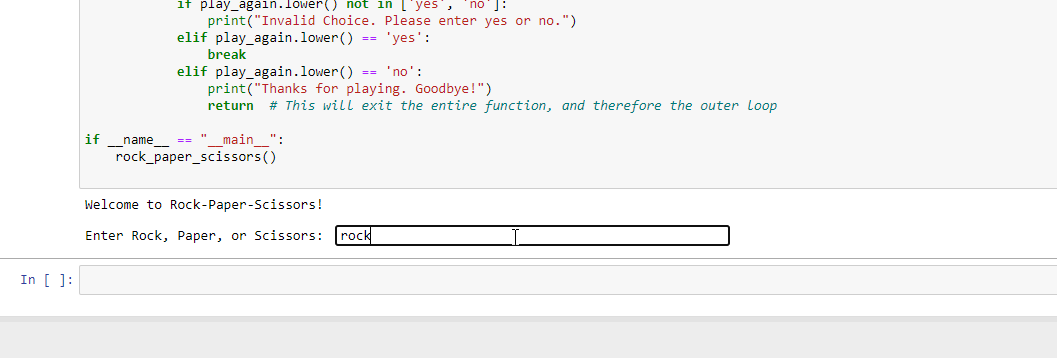 if play_again.lower() not in ['yes', 'no']:
print("Invalid Choice. Please enter yes or no.")
elif play_again.lower() == 'yes':
break
elif play_again.lower() == 'no':
print("Thanks for playing. Goodbye!")
return  # This will exit the entire function, and therefore the outer loop
if __name__ == "__main__":
rock_paper_scissors()
Welcome to Rock-Paper-Scissors!
Enter Rock, Paper, or Scissors: rock
In [ ]: